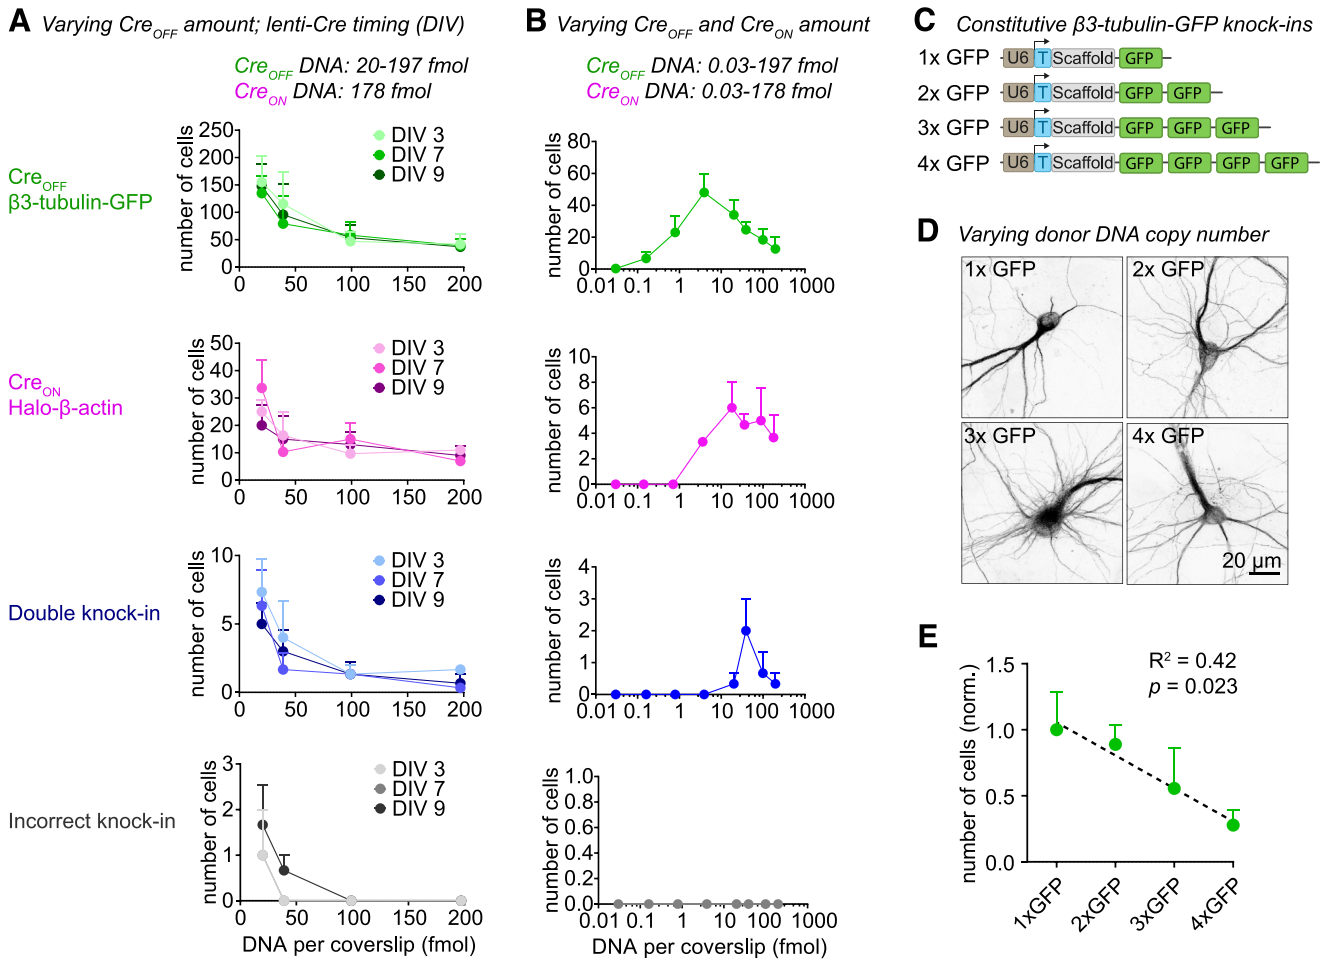 A Varying CreOFF amount; lenti-Cre timing (DIV)
CreOFF DNA: 20-197 fmol
CreON DNA: 178 fmol
CreOFF
β3-tubulin-GFP
number of cells
250
200
150
100
50
0
0 50 100 150 200
DIV 3
DIV 7
DIV 9
CreON
Halo-β-actin
number of cells
50
40
30
20
10
0
0 50 100 150 200
DIV 3
DIV 7
DIV 9
Double knock-in
number of cells
10
5
0
0 50 100 150 200
DIV 3
DIV 7
DIV 9
Incorrect knock-in
number of cells
3
2
1
0
0 50 100 150 200
DIV 3
DIV 7
DIV 9
DNA per coverslip (fmol)
B Varying CreOFF and CreON amount
CreOFF DNA: 0.03-197 fmol
CreON DNA: 0.03-178 fmol
number of cells
80
60
40
20
0
0.01 0.1 1 10 100 1000
number of cells
10
8
6
4
2
0
0.01 0.1 1 10 100 1000
number of cells
4
3
2
1
0
0.01 0.1 1 10 100 1000
number of cells
1.0
0.8
0.6
0.4
0.2
0.0
0.01 0.1 1 10 100 1000
DNA per coverslip (fmol)
C Constitutive β3-tubulin-GFP knock-ins
1x GFP U6 T Scaffold GFP
2x GFP U6 T Scaffold GFP GFP
3x GFP U6 T Scaffold GFP GFP GFP
4x GFP U6 T Scaffold GFP GFP GFP GFP
D Varying donor DNA copy number
1x GFP 2x GFP
3x GFP 4x GFP
20 µm
E
number of cells (norm.)
1.5
1.0
0.5
0.0
R² = 0.42
p = 0.023
1xGFP 2xGFP 3xGFP 4xGFP